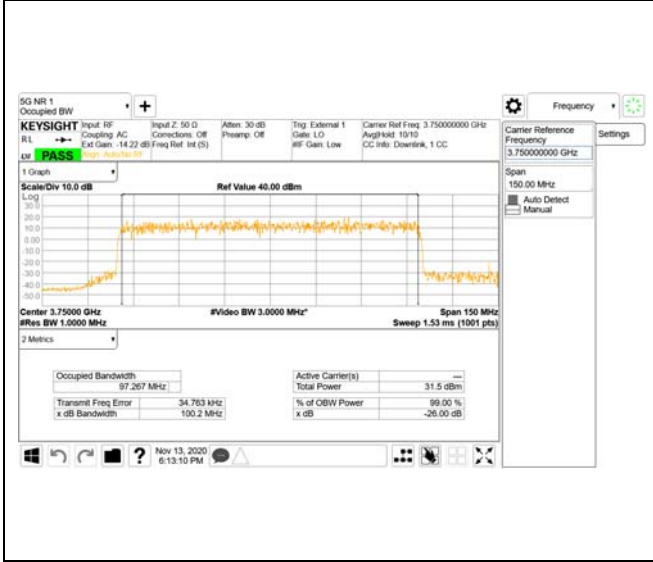 5G NR 1
Occupied BW
Frequency
KEYSIGHT
Input: RF
Coupling: AC
Ext Gain: -14.22 dB
Align: Auto/No RF
Input Z: 50 Ω
Corrections: Off
Freq Ref: Int (S)
Atten: 30 dB
Preamp: Off
Trig: External 1
Gate: LO
#IF Gain: Low
Carrier Ref Freq: 3.750000000 GHz
Avg|Hold: 10/10
CC Info: Downlink, 1 CC
R L
PASS
Carrier Reference
Frequency
3.750000000 GHz
Settings
Span
150.00 MHz
Auto Detect
Manual
1 Graph
Scale/Div 10.0 dB
Ref Value 40.00 dBm
Log
30.0
20.0
10.0
0.00
-10.0
-20.0
-30.0
-40.0
-50.0
Center 3.75000 GHz
#Video BW 3.0000 MHz*
Span 150 MHz
#Res BW 1.0000 MHz
Sweep 1.53 ms (1001 pts)
2 Metrics
Occupied Bandwidth
97.267 MHz
Active Carrier(s)
---
Total Power
31.5 dBm
Transmit Freq Error
34.763 kHz
% of OBW Power
99.00 %
x dB Bandwidth
100.2 MHz
x dB
-26.00 dB
?
Nov 13, 2020
6:13:10 PM